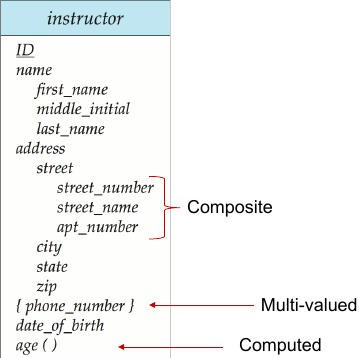 instructor
ID
name
first_name
middle_initial
last_name
address
street
street_number
street_name
apt_number
Composite
city
state
zip
{ phone_number }
Multi-valued
date_of_birth
age ( )
Computed